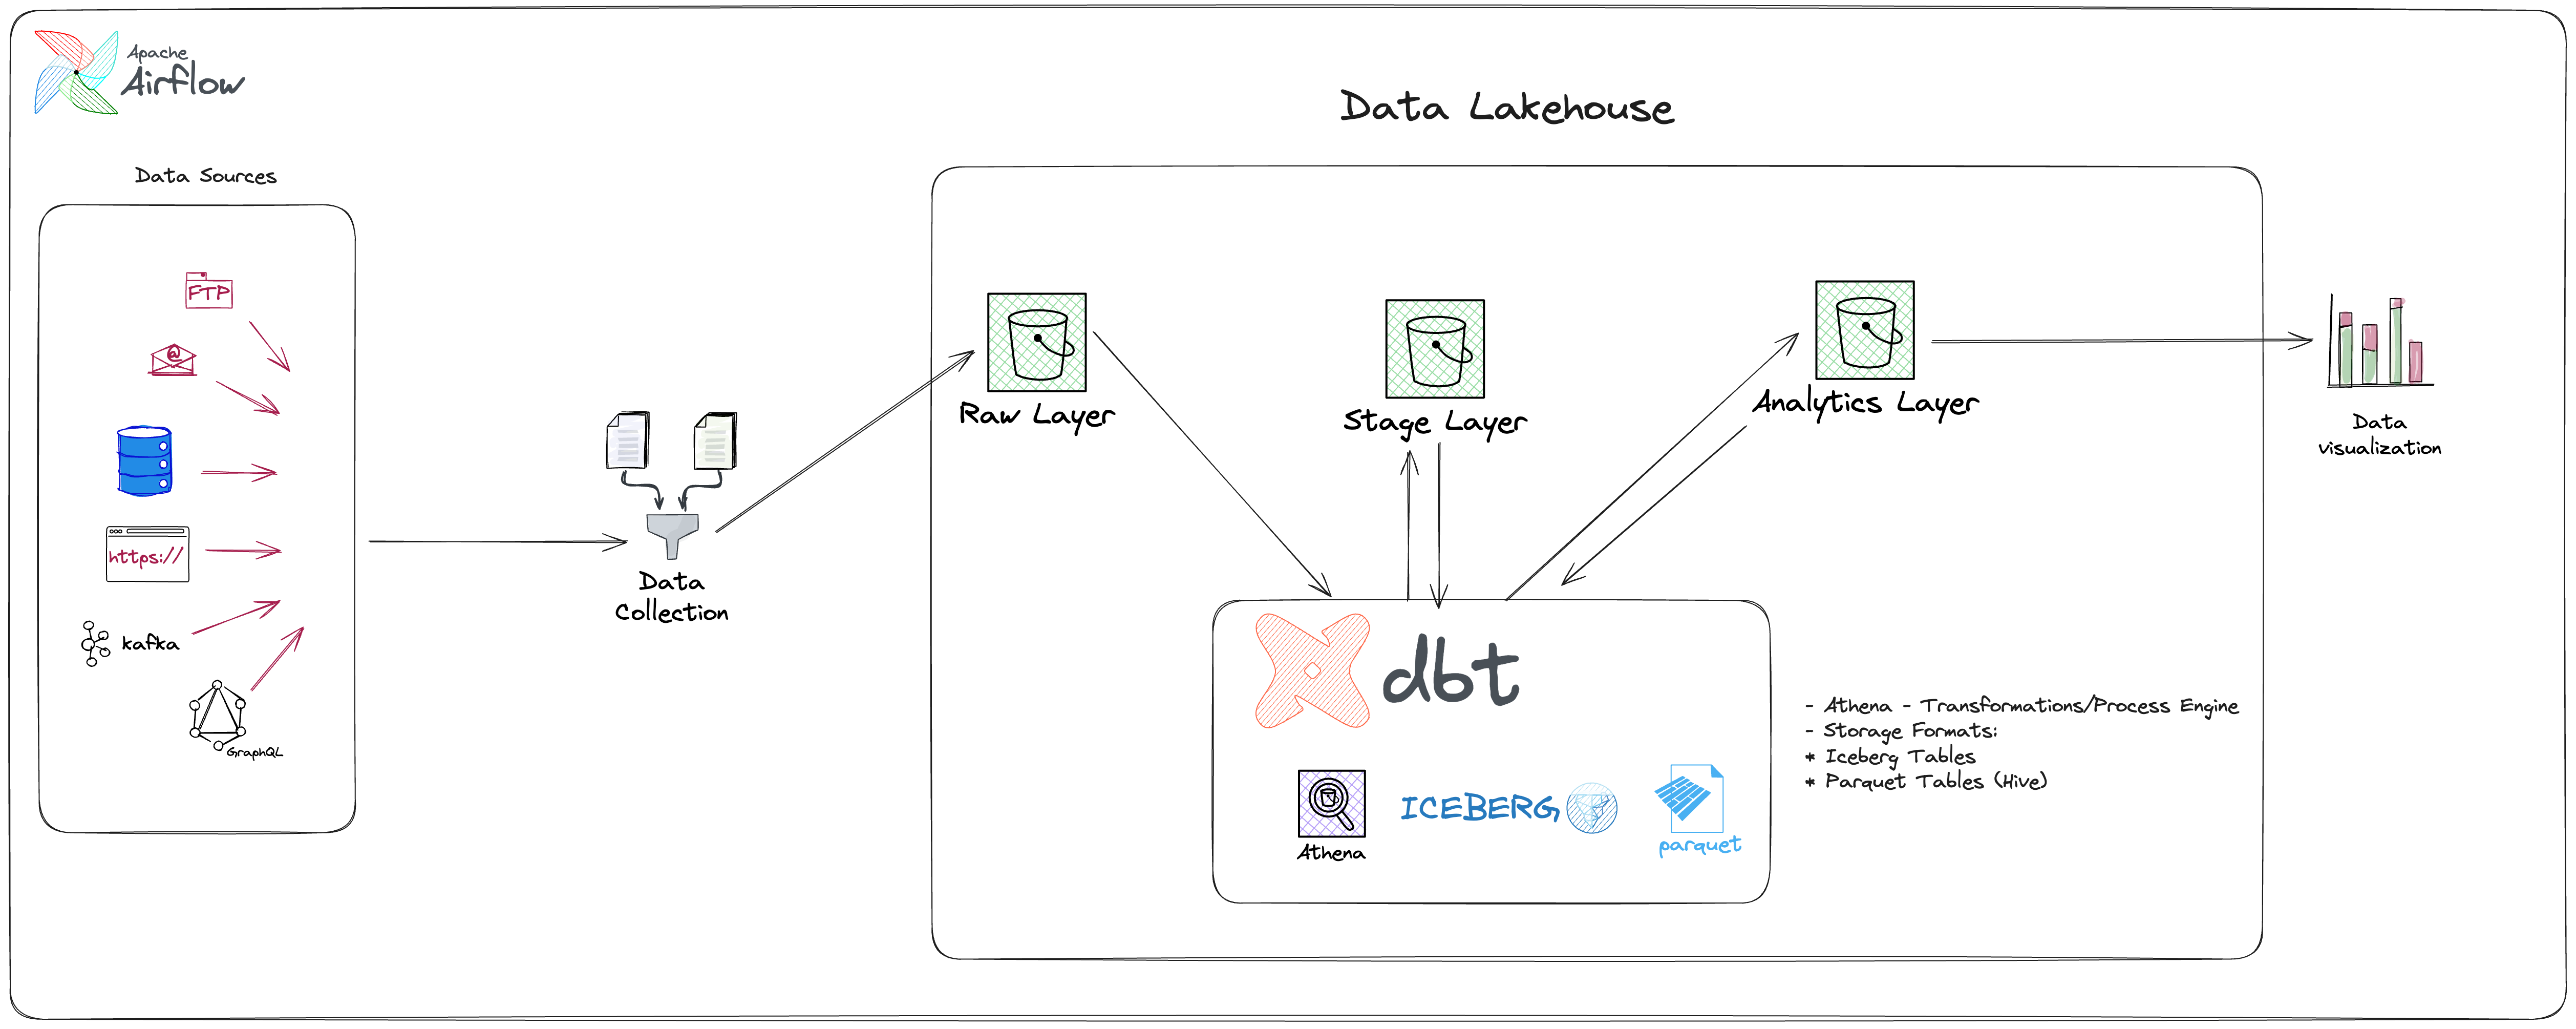 Apache
Airflow
Data Lakehouse
Data Sources
FTP
@
https://
kafka
GraphQL
Data
Collection
Raw Layer
Stage Layer
Analytics Layer
Data
visualization
dbt
Athena
ICEBERG
parquet
- Athena - Transformations/Process Engine
- Storage Formats:
* Iceberg Tables
* Parquet Tables (Hive)